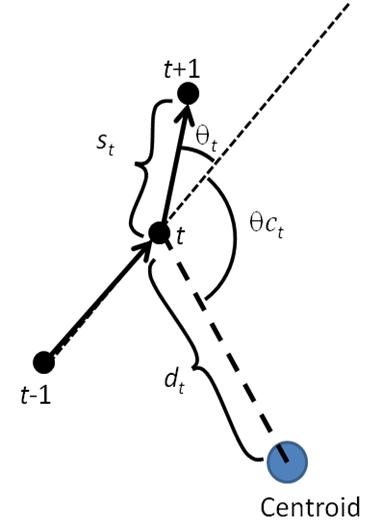 t+1
s_t
θ_t
t
θc_t
t-1
d_t
Centroid